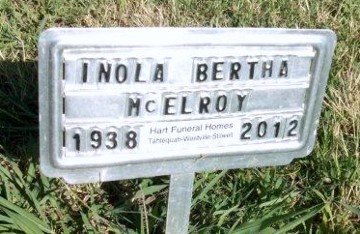 INOLA BERTHA
McELROY
1938 Hart Funeral Homes 2012
Tahlequah-Westville-Stilwell